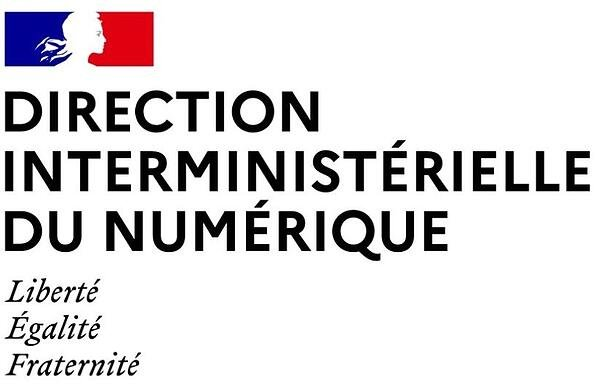 DIRECTION
INTERMINISTÉRIELLE
DU NUMÉRIQUE
Liberté
Égalité
Fraternité